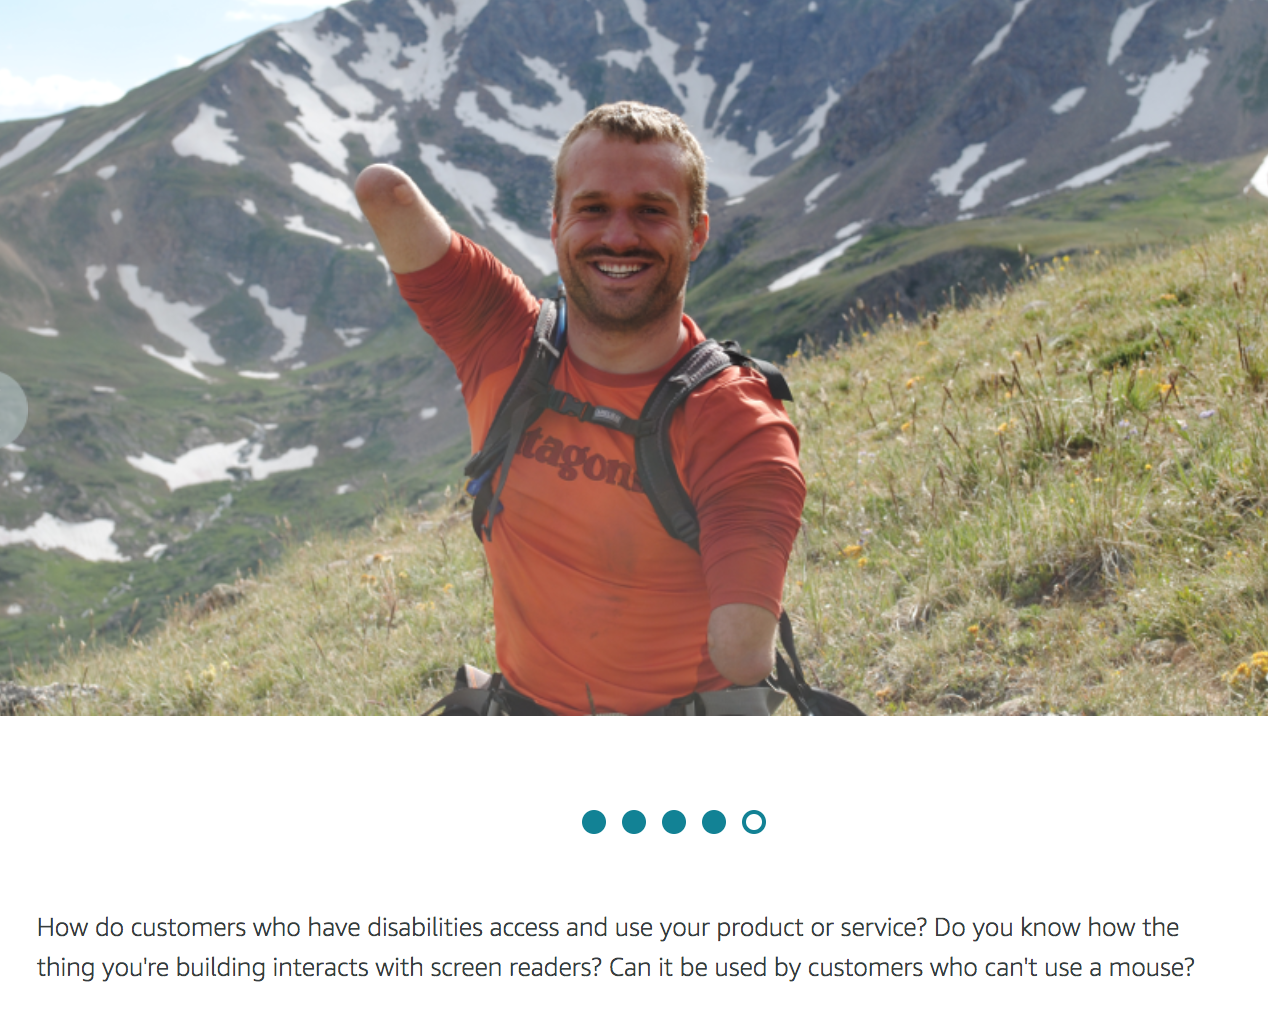 tagon
How do customers who have disabilities access and use your product or service? Do you know how the
thing you're building interacts with screen readers? Can it be used by customers who can't use a mouse?